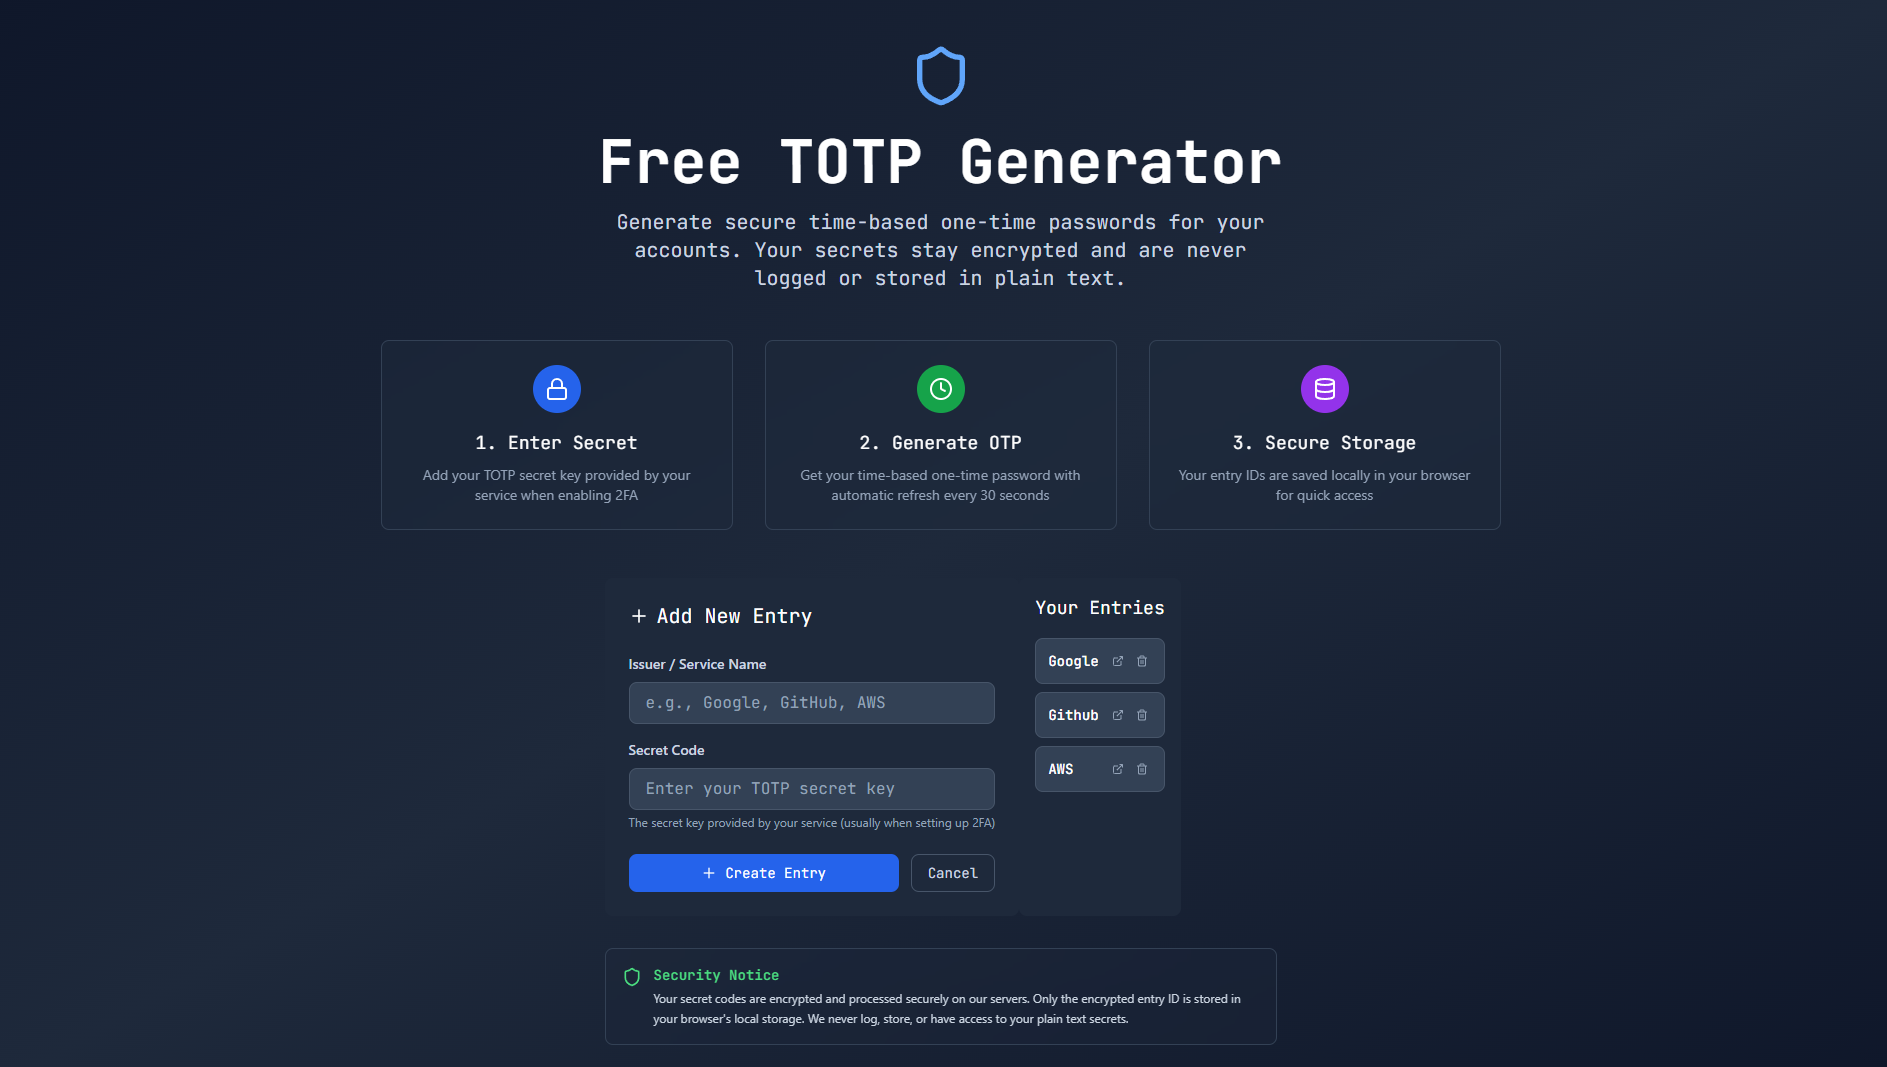 Free TOTP Generator
Generate secure time-based one-time passwords for your
accounts. Your secrets stay encrypted and are never
logged or stored in plain text.
1. Enter Secret
Add your TOTP secret key provided by your
service when enabling 2FA
2. Generate OTP
Get your time-based one-time password with
automatic refresh every 30 seconds
3. Secure Storage
Your entry IDs are saved locally in your browser
for quick access
+ Add New Entry
Issuer / Service Name
e.g., Google, GitHub, AWS
Secret Code
Enter your TOTP secret key
The secret key provided by your service (usually when setting up 2FA)
+ Create Entry
Cancel
Your Entries
Google
Github
AWS
Security Notice
Your secret codes are encrypted and processed securely on our servers. Only the encrypted entry ID is stored in
your browser's local storage. We never log, store, or have access to your plain text secrets.